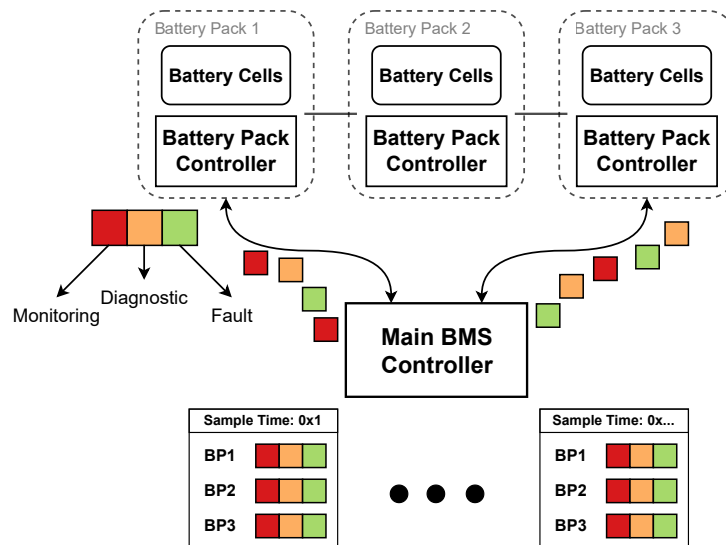 Battery Pack 1
Battery Pack 2
Battery Pack 3
Battery Cells
Battery Cells
Battery Cells
Battery Pack
Controller
Battery Pack
Controller
Battery Pack
Controller
Monitoring
Diagnostic
Fault
Main BMS
Controller
Sample Time: 0x1
BP1
BP2
BP3
Sample Time: 0x...
BP1
BP2
BP3